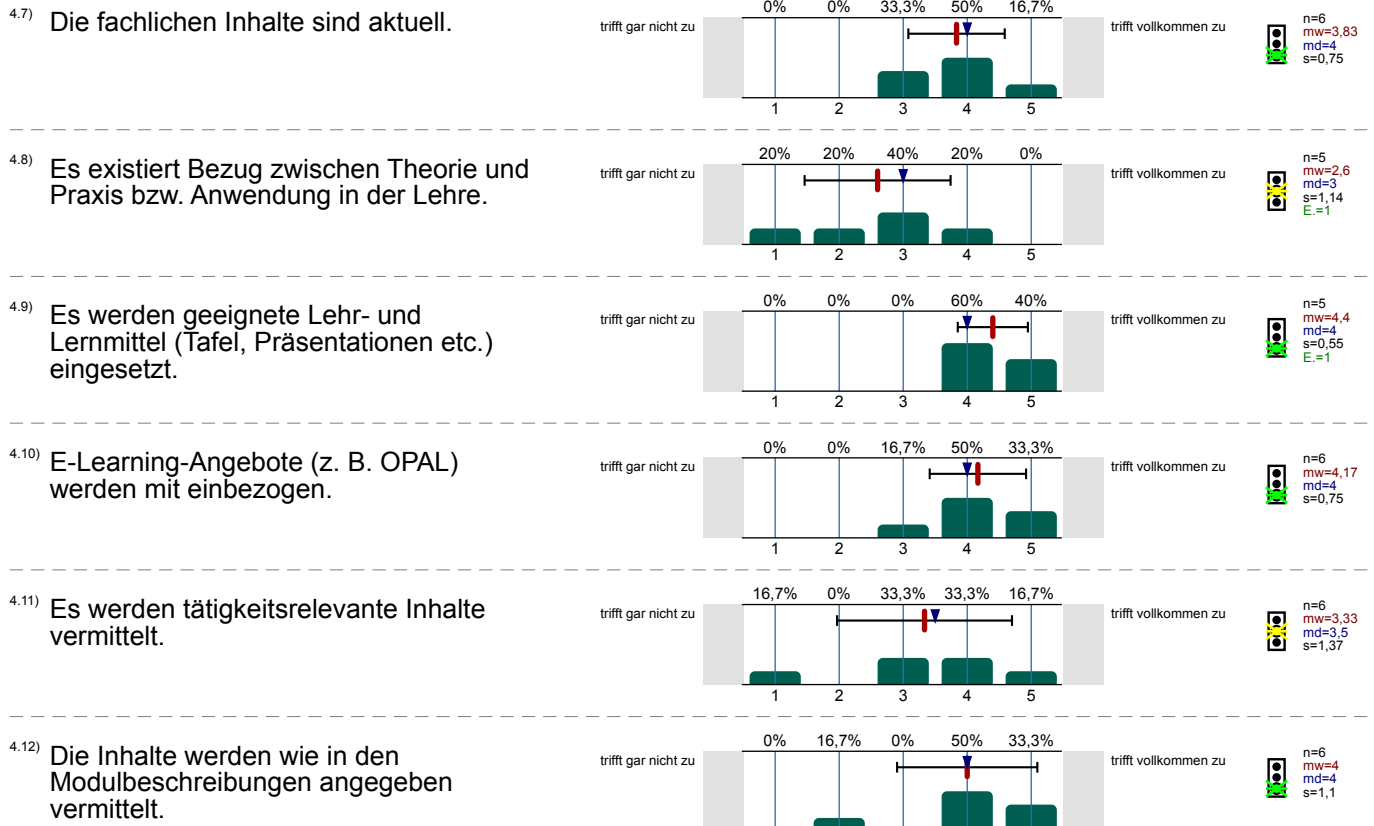 4.7) Die fachlichen Inhalte sind aktuell.
trifft gar nicht zu
0% 0% 33,3% 50% 16,7%
1 2 3 4 5
trifft vollkommen zu
n=6
mw=3,83
md=4
s=0,75
4.8) Es existiert Bezug zwischen Theorie und
Praxis bzw. Anwendung in der Lehre.
trifft gar nicht zu
20% 20% 40% 20% 0%
1 2 3 4 5
trifft vollkommen zu
n=5
mw=2,6
md=3
s=1,14
E.=1
4.9) Es werden geeignete Lehr- und
Lernmittel (Tafel, Präsentationen etc.)
eingesetzt.
trifft gar nicht zu
0% 0% 0% 60% 40%
1 2 3 4 5
trifft vollkommen zu
n=5
mw=4,4
md=4
s=0,55
E.=1
4.10) E-Learning-Angebote (z. B. OPAL)
werden mit einbezogen.
trifft gar nicht zu
0% 0% 16,7% 50% 33,3%
1 2 3 4 5
trifft vollkommen zu
n=6
mw=4,17
md=4
s=0,75
4.11) Es werden tätigkeitsrelevante Inhalte
vermittelt.
trifft gar nicht zu
16,7% 0% 33,3% 33,3% 16,7%
1 2 3 4 5
trifft vollkommen zu
n=6
mw=3,33
md=3,5
s=1,37
4.12) Die Inhalte werden wie in den
Modulbeschreibungen angegeben
vermittelt.
trifft gar nicht zu
0% 16,7% 0% 50% 33,3%
trifft vollkommen zu
n=6
mw=4
md=4
s=1,1